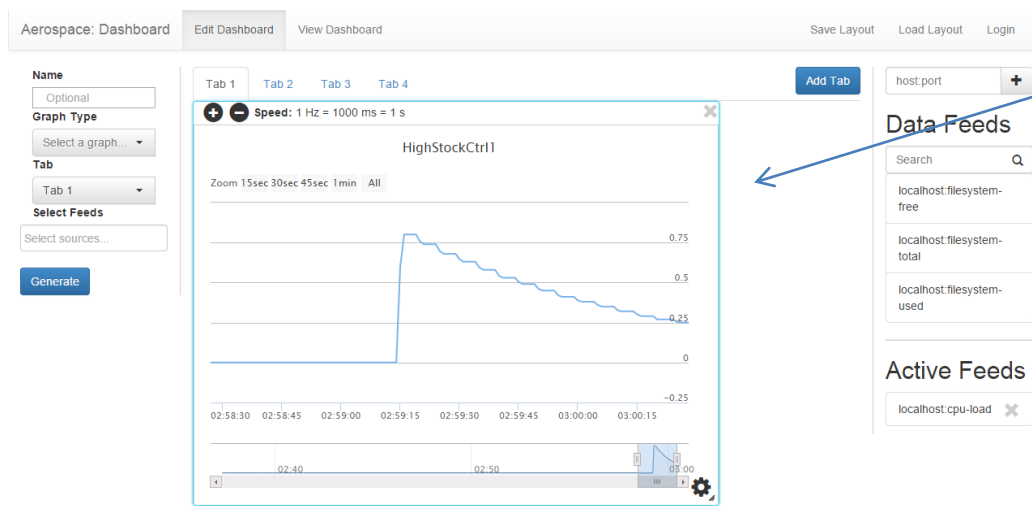 Aerospace: Dashboard
Edit Dashboard
View Dashboard
Save Layout
Load Layout
Login
Name
Optional
Graph Type
Select a graph...
Tab
Tab 1
Select Feeds
Select sources...
Generate
Tab 1
Tab 2
Tab 3
Tab 4
Add Tab
Speed: 1 Hz = 1000 ms = 1 s
HighStockCtrl1
Zoom 15sec 30sec 45sec 1min All
0.75
0.5
0.25
0
-0.25
02:58:30 02:58:45 02:59:00 02:59:15 02:59:30 02:59:45 03:00:00 03:00:15
02:40 02:50 03:00
host:port
Data Feeds
Search
localhost:filesystem-
free
localhost:filesystem-
total
localhost:filesystem-
used
Active Feeds
localhost:cpu-load